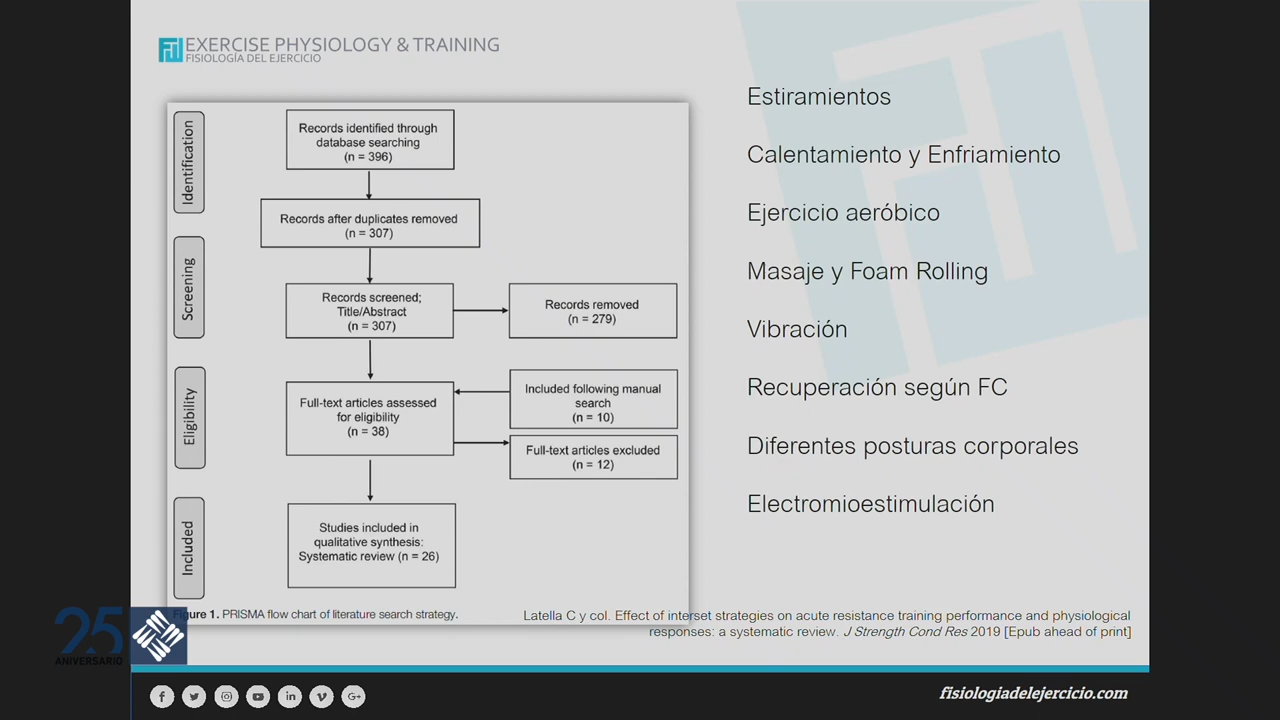 EXERCISE PHYSIOLOGY & TRAINING
FISIOLOGÍA DEL EJERCICIO
Identification
Records identified through
database searching
(n = 396)
Records after duplicates removed
(n = 307)
Screening
Records screened;
Title/Abstract
(n = 307)
Records removed
(n = 279)
Eligibility
Full-text articles assessed
for eligibility
(n = 38)
Included following manual
search
(n = 10)
Full-text articles excluded
(n = 12)
Included
Studies included in
qualitative synthesis:
Systematic review (n = 26)
Figure 1. PRISMA flow chart of literature search strategy.
Estiramientos
Calentamiento y Enfriamiento
Ejercicio aeróbico
Masaje y Foam Rolling
Vibración
Recuperación según FC
Diferentes posturas corporales
Electromioestimulación
Latella C y col. Effect of interset strategies on acute resistance training performance and physiological
responses: a systematic review. J Strength Cond Res 2019 [Epub ahead of print]
25
ANIVERSARIO
fisiologiadelejercicio.com